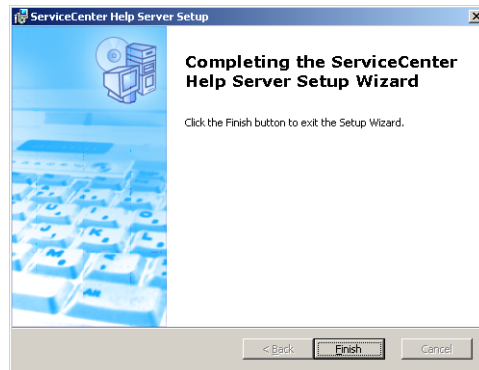 ServiceCenter Help Server Setup
Completing the ServiceCenter
Help Server Setup Wizard
Click the Finish button to exit the Setup Wizard.
< Back Finish Cancel